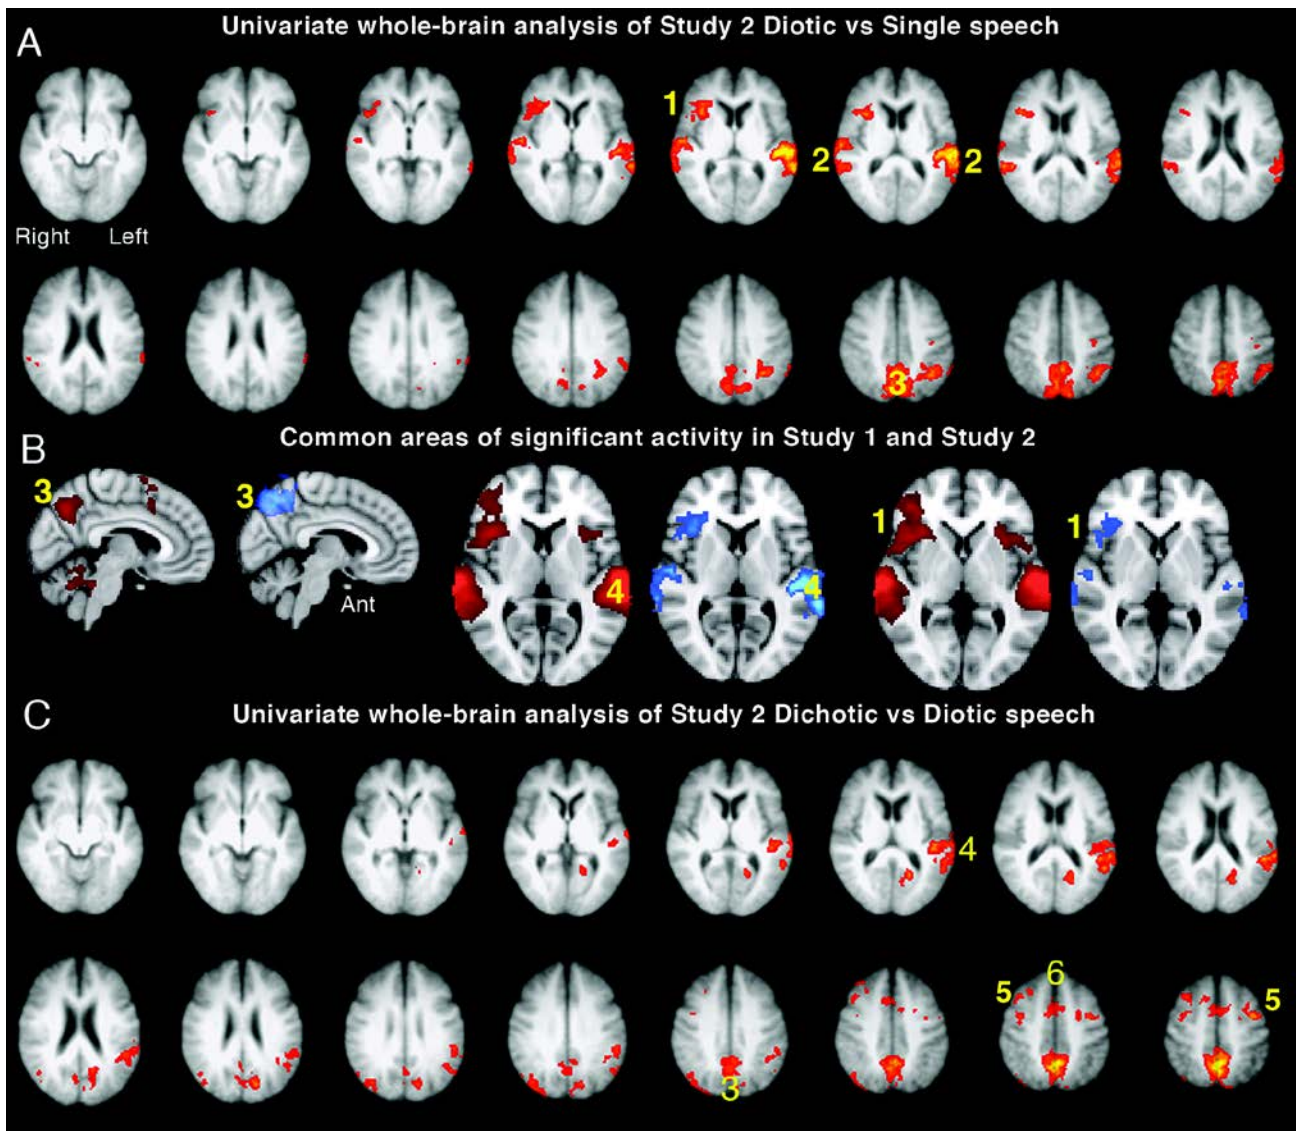 A
Univariate whole-brain analysis of Study 2 Diotic vs Single speech
1
2
2
Right Left
3
B
Common areas of significant activity in Study 1 and Study 2
3
3
Ant
4
4
1
1
C
Univariate whole-brain analysis of Study 2 Dichotic vs Diotic speech
4
3
5
6
5